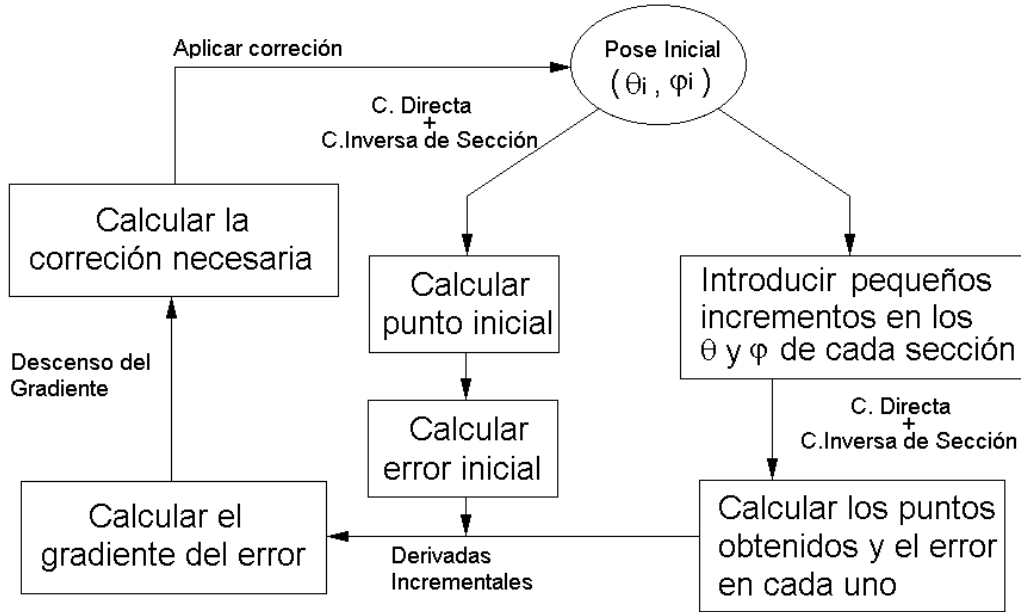 Aplicar correción
Pose Inicial
( θi , φi )
C. Directa
+
C.Inversa de Sección
Calcular la
correción necesaria
Calcular
punto inicial
Introducir pequeños
incrementos en los
θ y φ de cada sección
Descenso del
Gradiente
C. Directa
+
C.Inversa de Sección
Calcular
error inicial
Calcular el
gradiente del error
Calcular los puntos
obtenidos y el error
en cada uno
Derivadas
Incrementales